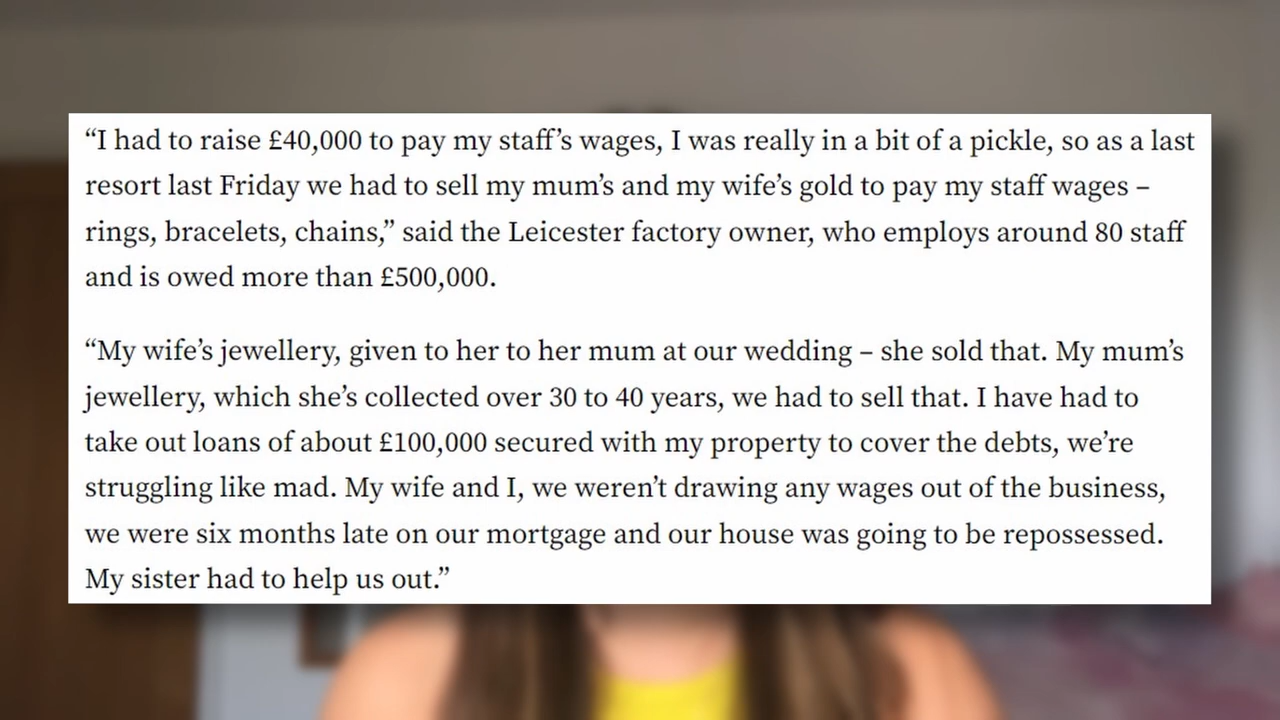 “I had to raise £40,000 to pay my staff’s wages, I was really in a bit of a pickle, so as a last
resort last Friday we had to sell my mum’s and my wife’s gold to pay my staff wages –
rings, bracelets, chains,” said the Leicester factory owner, who employs around 80 staff
and is owed more than £500,000.
“My wife’s jewellery, given to her to her mum at our wedding – she sold that. My mum’s
jewellery, which she’s collected over 30 to 40 years, we had to sell that. I have had to
take out loans of about £100,000 secured with my property to cover the debts, we’re
struggling like mad. My wife and I, we weren’t drawing any wages out of the business,
we were six months late on our mortgage and our house was going to be repossessed.
My sister had to help us out.”